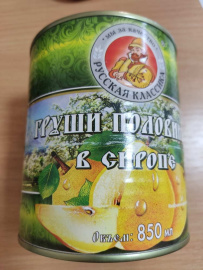 РУССКАЯ КЛАССИКА
ГРУШИ ПОЛОВИ
В СИРОПЕ
Объем: 850 мл